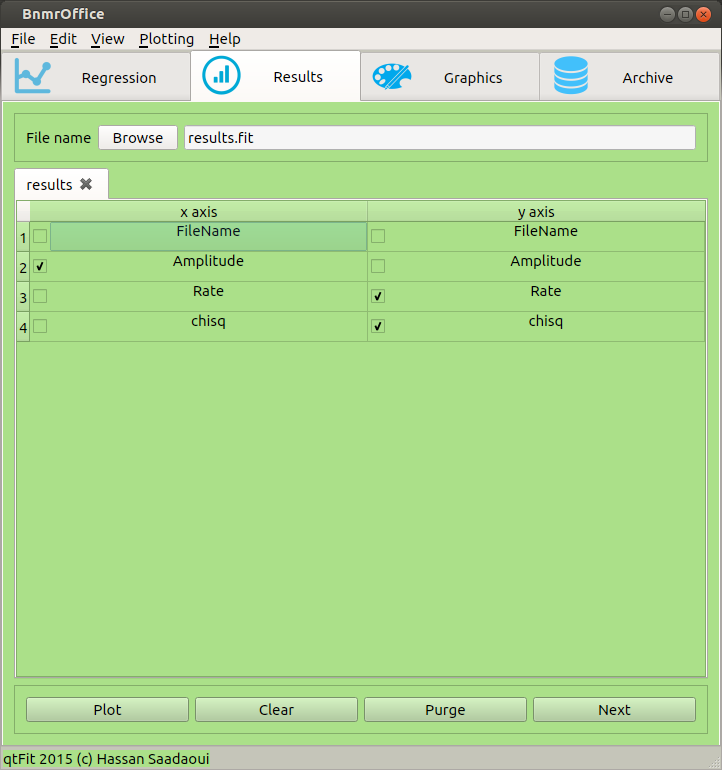 BnmrOffice
File Edit View Plotting Help
Regression Results Graphics Archive
File name Browse results.fit
results
x axis y axis
1 FileName FileName
2 Amplitude Amplitude
3 Rate Rate
4 chisq chisq
Plot Clear Purge Next
qtFit 2015 (c) Hassan Saadaoui